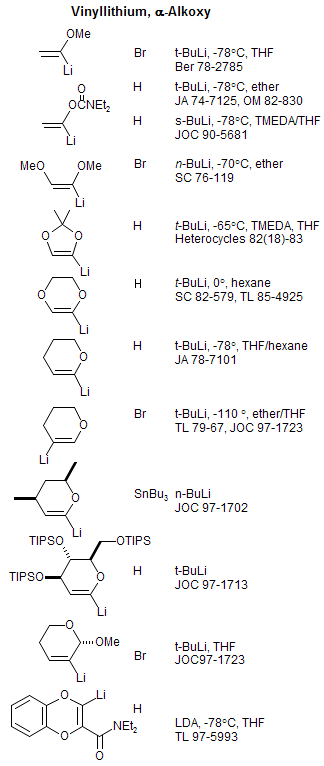 Vinyllithium, α-Alkoxy
OMe
Li
Br
t-BuLi, -78°C, THF
Ber 78-2785
O
OCNEt2
Li
H
t-BuLi, -78°C, ether
JA 74-7125, OM 82-830
H
s-BuLi, -78°C, TMEDA/THF
JOC 90-5681
MeO
OMe
Li
Br
n-BuLi, -70°C, ether
SC 76-119
O
O
Li
H
t-BuLi, -65°C, TMEDA, THF
Heterocycles 82(18)-83
O
O
Li
H
t-BuLi, 0°, hexane
SC 82-579, TL 85-4925
O
Li
H
t-BuLi, -78°, THF/hexane
JA 78-7101
O
Li
Br
t-BuLi, -110 °, ether/THF
TL 79-67, JOC 97-1723
O
Li
SnBu3
n-BuLi
JOC 97-1702
TIPSO
OTIPS
TIPSO
O
Li
H
t-BuLi
JOC 97-1713
O
OMe
Li
Br
t-BuLi, THF
JOC97-1723
O
Li
O
NEt2
O
H
LDA, -78°C, THF
TL 97-5993